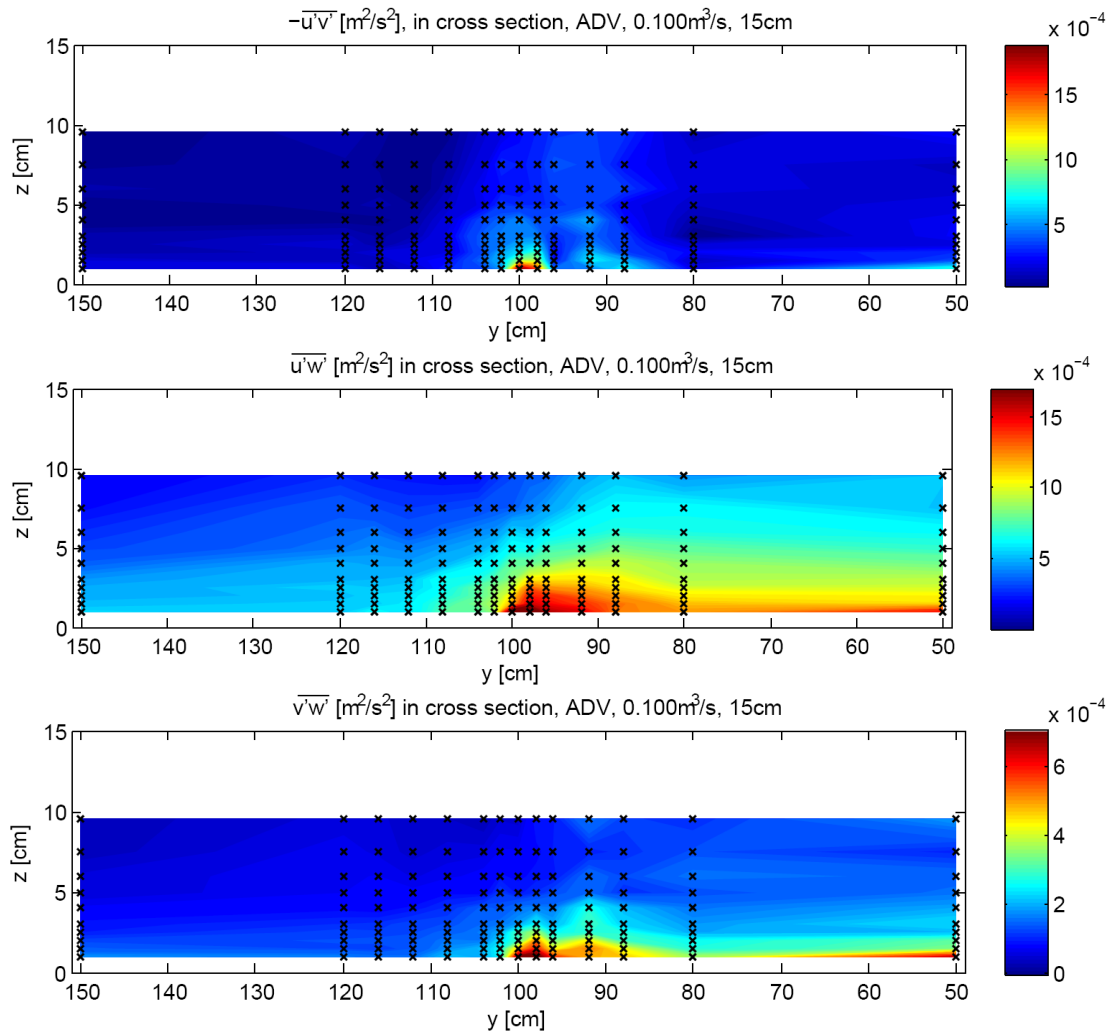 −u'v' [m²/s²], in cross section, ADV, 0.100m³/s, 15cm
x 10⁻⁴
15
10
5
0
z [cm]
15
10
5
150 140 130 120 110 100 90 80 70 60 50
y [cm]
u'w' [m²/s²] in cross section, ADV, 0.100m³/s, 15cm
x 10⁻⁴
15
10
5
0
z [cm]
15
10
5
150 140 130 120 110 100 90 80 70 60 50
y [cm]
v'w' [m²/s²] in cross section, ADV, 0.100m³/s, 15cm
x 10⁻⁴
15
10
5
0
z [cm]
6
4
2
0
150 140 130 120 110 100 90 80 70 60 50
y [cm]